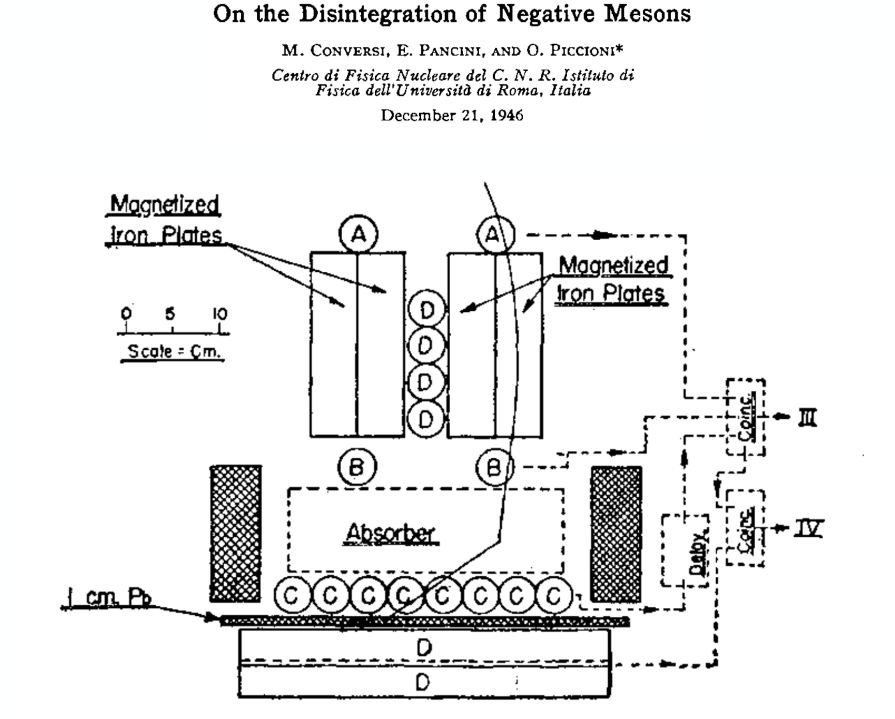 On the Disintegration of Negative Mesons
M. CONVERSI, E. PANCINI, AND O. PICCIONI*
Centro di Fisica Nucleare del C. N. R. Istituto di
Fisica dell'Università di Roma, Italia
December 21, 1946
Magnetized
Iron Plates
A
A
Magnetized
Iron Plates
0 5 10
Scale = Cm.
D
D
D
D
Coinc.
III
B
B
Absorber
Delay
Coinc.
IV
C C C C C C C C
1 cm. Pb
D
D